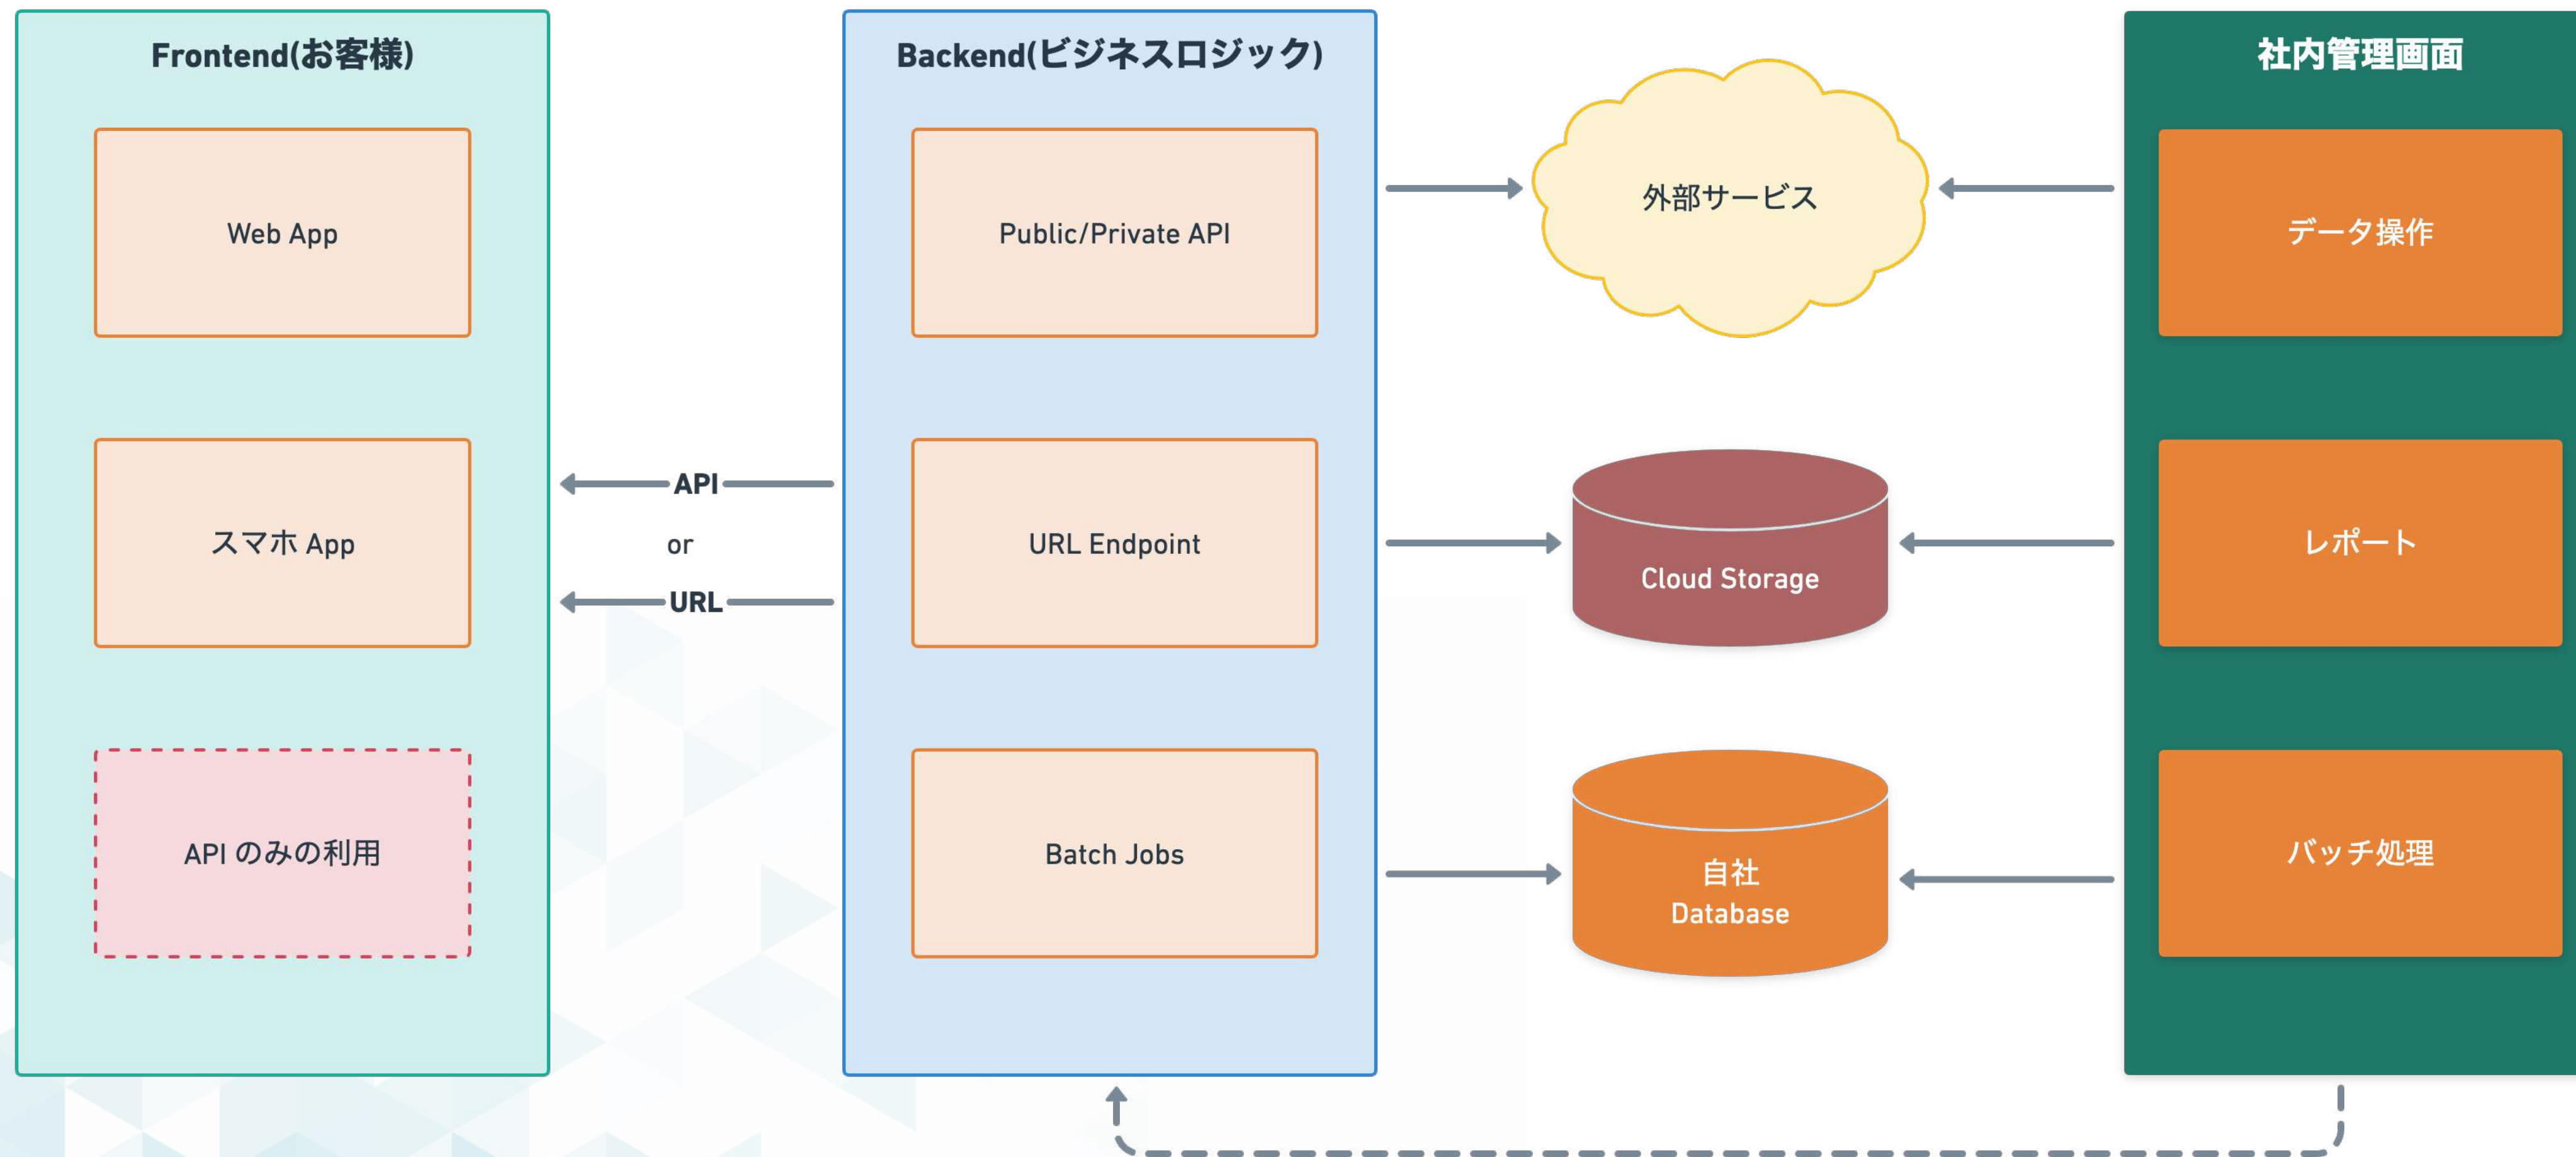 Frontend(お客様)
Web App
スマホ App
API のみの利用
API
or
URL
Backend(ビジネスロジック)
Public/Private API
URL Endpoint
Batch Jobs
外部サービス
Cloud Storage
自社
Database
社内管理画面
データ操作
レポート
バッチ処理